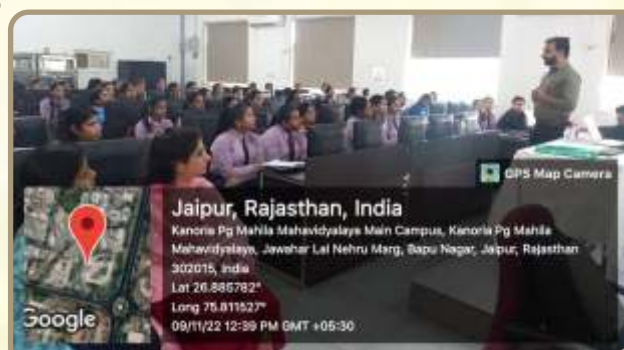 GPS Map Camera
Jaipur, Rajasthan, India
Kanoria Pg Mahila Mahavidyalaya Main Campus, Kanoria Pg Mahila
Mahavidyalaya, Jawahar Lal Nehru Marg, Bapu Nagar, Jaipur, Rajasthan
302015, India
Lat 26.885782°
Long 75.811527°
09/11/22 12:39 PM GMT +05:30
Google